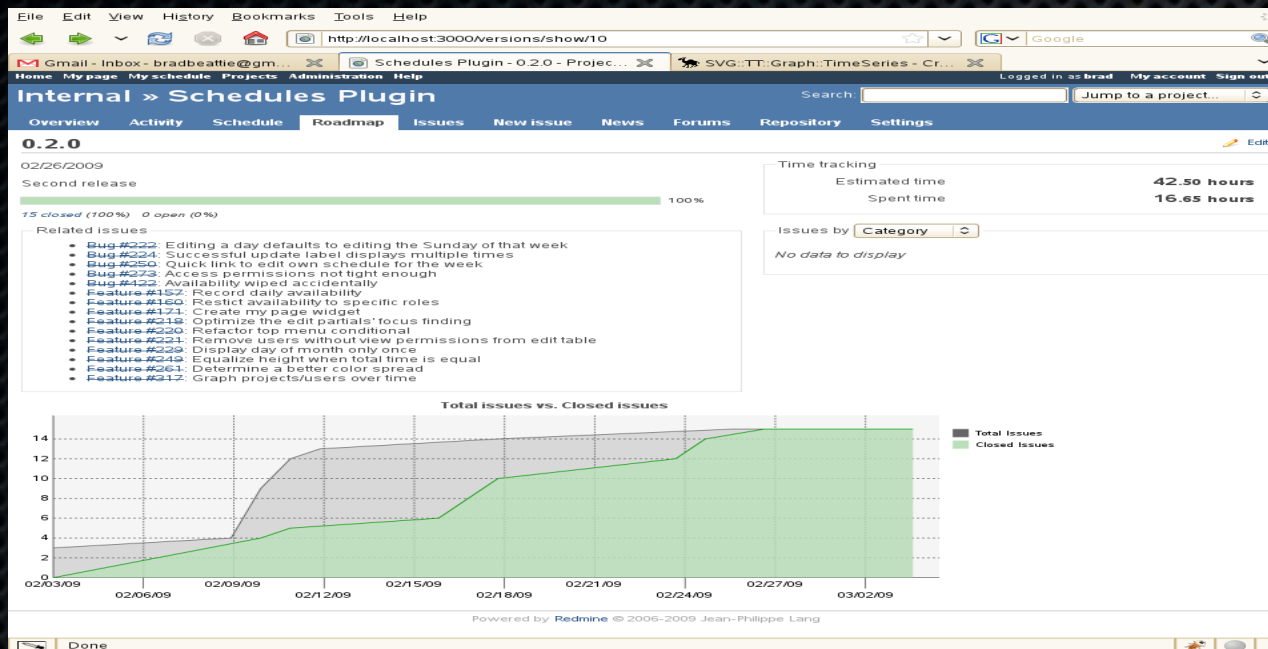 File Edit View History Bookmarks Tools Help
http://localhost:3000/versions/show/10
Google
Gmail - Inbox - bradbeattie@gm...
Schedules Plugin - 0.2.0 - Projec...
SVG::TT::Graph::TimeSeries - Cr...
Home My page My schedule Projects Administration Help
Logged in as brad My account Sign out
Internal » Schedules Plugin
Search:
Jump to a project...
Overview Activity Schedule Roadmap Issues New issue News Forums Repository Settings
0.2.0
Edit
02/26/2009
Second release
100%
15 closed (100%) 0 open (0%)
Related issues
Bug #222: Editing a day defaults to editing the Sunday of that week
Bug #224: Successful update label displays multiple times
Bug #250: Quick link to edit own schedule for the week
Bug #273: Access permissions not tight enough
Bug #422: Availability wiped accidentally
Feature #157: Record daily availability
Feature #160: Restict availability to specific roles
Feature #171: Create my page widget
Feature #218: Optimize the edit partials' focus finding
Feature #220: Refactor top menu conditional
Feature #221: Remove users without view permissions from edit table
Feature #229: Display day of month only once
Feature #249: Equalize height when total time is equal
Feature #261: Determine a better color spread
Feature #317: Graph projects/users over time
Time tracking
Estimated time 42.50 hours
Spent time 16.65 hours
Issues by Category
No data to display
Total issues vs. Closed issues
14
12
10
8
6
4
2
0
02/03/09 02/09/09 02/15/09 02/21/09 02/27/09
02/06/09 02/12/09 02/18/09 02/24/09 03/02/09
Total Issues
Closed Issues
Powered by Redmine © 2006-2009 Jean-Philippe Lang
Done